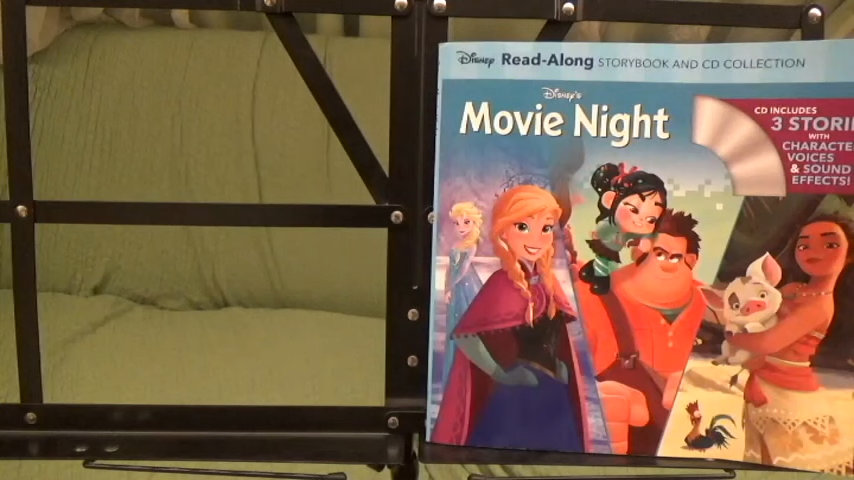 Disney Read-Along STORYBOOK AND CD COLLECTION
Disney's
Movie Night
CD INCLUDES
3 STORI
WITH
CHARACTE
VOICES
& SOUND
EFFECTS!